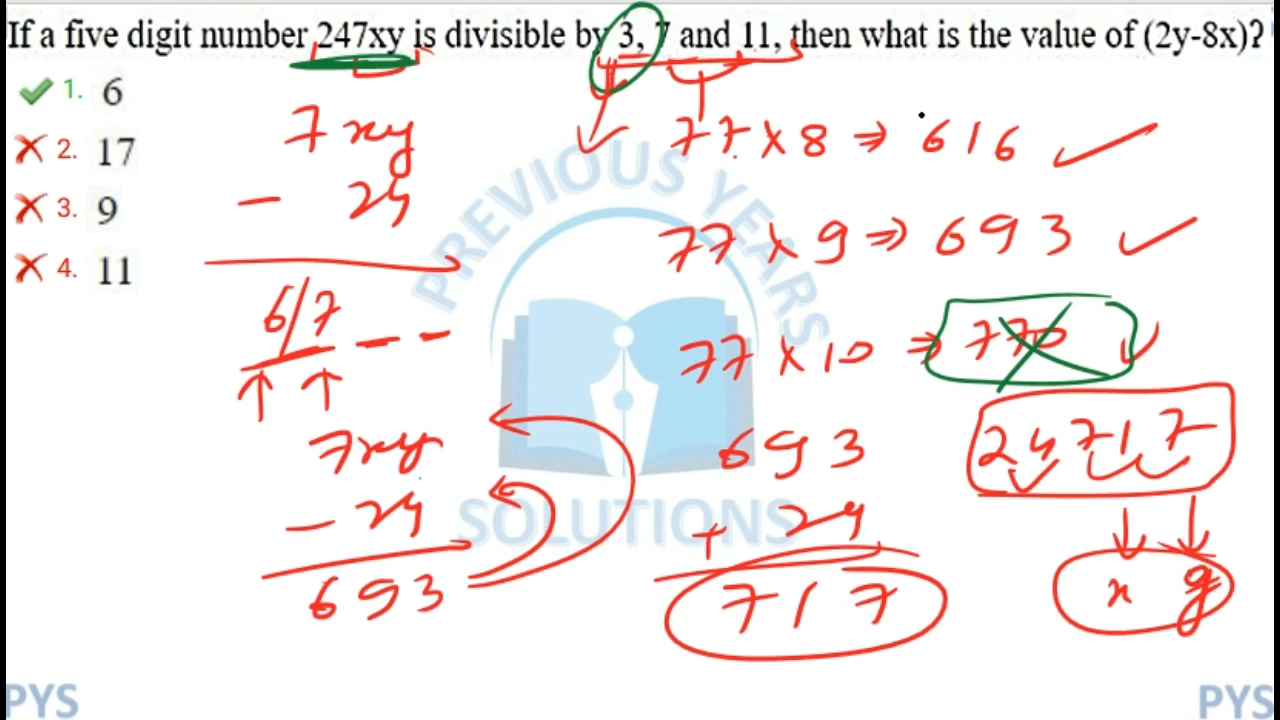 If a five digit number 247xy is divisible by 3, 7 and 11, then what is the value of (2y-8x)?
1. 6
2. 17
3. 9
4. 11
7xy
- 24
6/7 - -
7xy
- 24
693
77 x 8 ⇒ 616
77 x 9 ⇒ 693
77 x 10 ⇒ 770
693
+ 24
717
24717
x y
PREVIOUS YEARS
SOLUTIONS
PYS
PYS